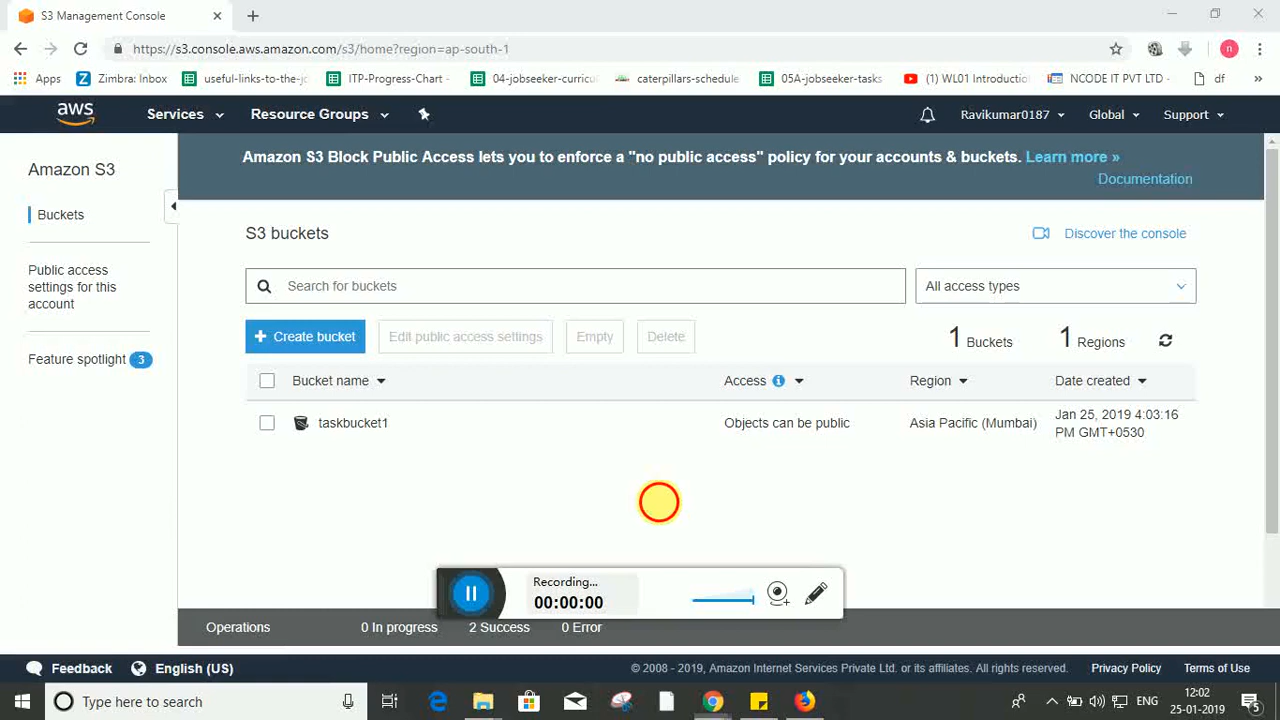 S3 Management Console
https://s3.console.aws.amazon.com/s3/home?region=ap-south-1
n
Apps
Zimbra: Inbox
useful-links-to-the-jo
ITP-Progress-Chart -
04-jobseeker-curricu
caterpillars-schedule
05A-jobseeker-tasks
(1) WL01 Introduction
NCODE IT PVT LTD -
df
»
aws
Services
Resource Groups
Ravikumar0187
Global
Support
Amazon S3
Buckets
Public access
settings for this
account
Feature spotlight 3
Amazon S3 Block Public Access lets you to enforce a "no public access" policy for your accounts & buckets. Learn more »
Documentation
S3 buckets
Discover the console
Search for buckets
All access types
+ Create bucket
Edit public access settings
Empty
Delete
1 Buckets
1 Regions
Bucket name
Access
Region
Date created
taskbucket1
Objects can be public
Asia Pacific (Mumbai)
Jan 25, 2019 4:03:16
PM GMT+0530
Recording...
00:00:00
Operations
0 In progress
2 Success
0 Error
Feedback
English (US)
© 2008 - 2019, Amazon Internet Services Private Ltd. or its affiliates. All rights reserved.
Privacy Policy
Terms of Use
Type here to search
ENG
12:02
25-01-2019
5